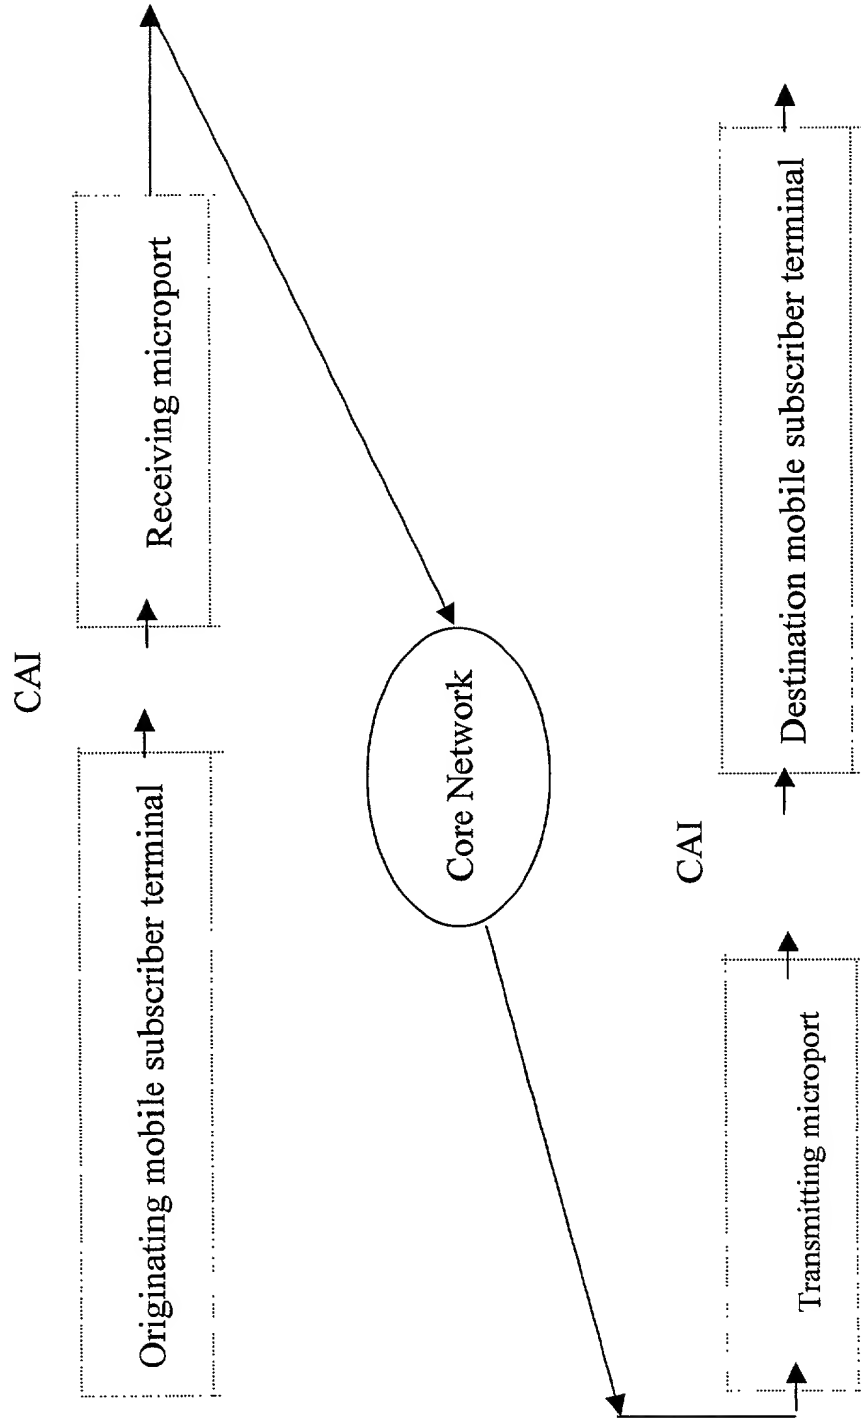 CAI
Originating mobile subscriber terminal
Receiving microport
Core Network
CAI
Transmitting microport
Destination mobile subscriber terminal